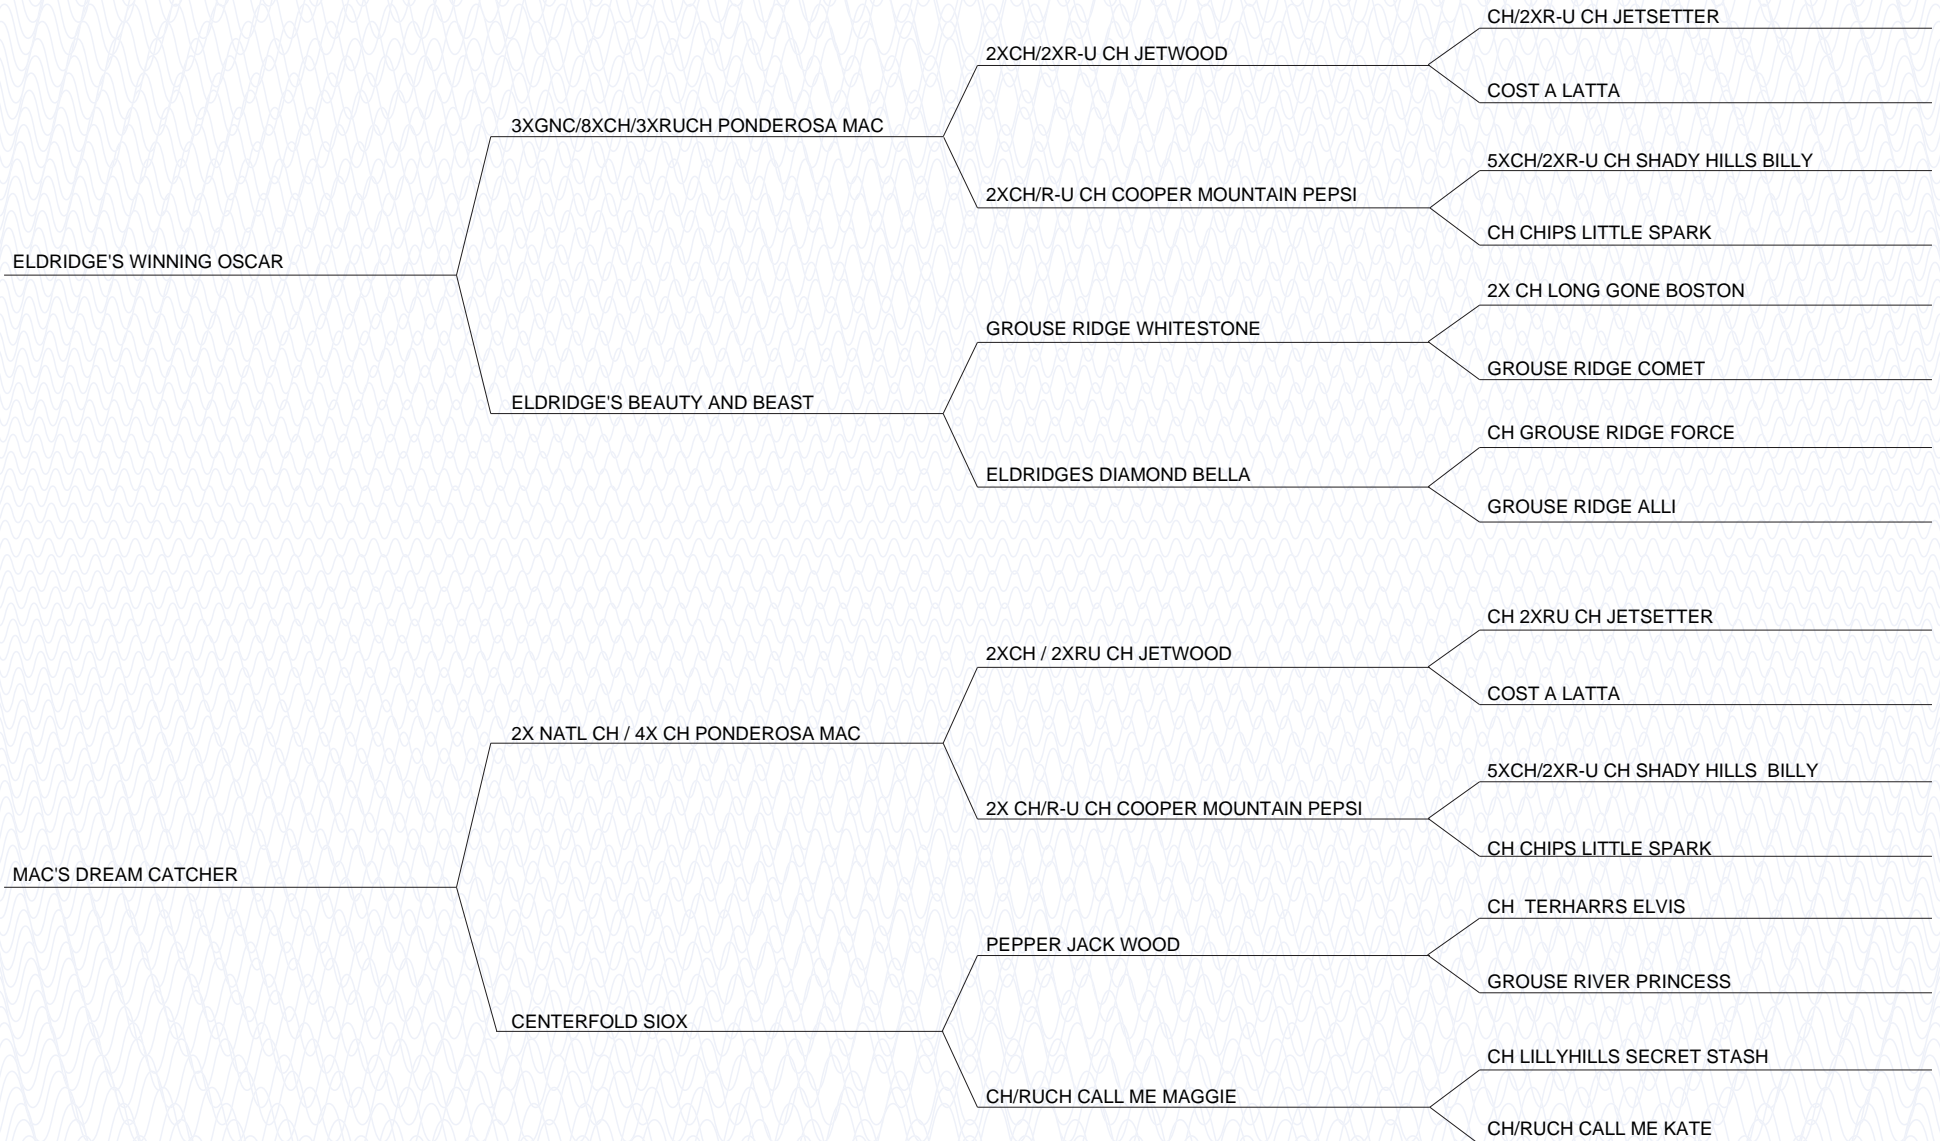 CH/2XR-U CH JETSETTER
2XCH/2XR-U CH JETWOOD
COST A LATTA
3XGNC/8XCH/3XRUCH PONDEROSA MAC
5XCH/2XR-U CH SHADY HILLS BILLY
2XCH/R-U CH COOPER MOUNTAIN PEPSI
CH CHIPS LITTLE SPARK
ELDRIDGE'S WINNING OSCAR
2X CH LONG GONE BOSTON
GROUSE RIDGE WHITESTONE
GROUSE RIDGE COMET
ELDRIDGE'S BEAUTY AND BEAST
CH GROUSE RIDGE FORCE
ELDRIDGES DIAMOND BELLA
GROUSE RIDGE ALLI
CH 2XRU CH JETSETTER
2XCH / 2XRU CH JETWOOD
COST A LATTA
2X NATL CH / 4X CH PONDEROSA MAC
5XCH/2XR-U CH SHADY HILLS  BILLY
2X CH/R-U CH COOPER MOUNTAIN PEPSI
CH CHIPS LITTLE SPARK
MAC'S DREAM CATCHER
CH  TERHARRS ELVIS
PEPPER JACK WOOD
GROUSE RIVER PRINCESS
CENTERFOLD SIOX
CH LILLYHILLS SECRET STASH
CH/RUCH CALL ME MAGGIE
CH/RUCH CALL ME KATE